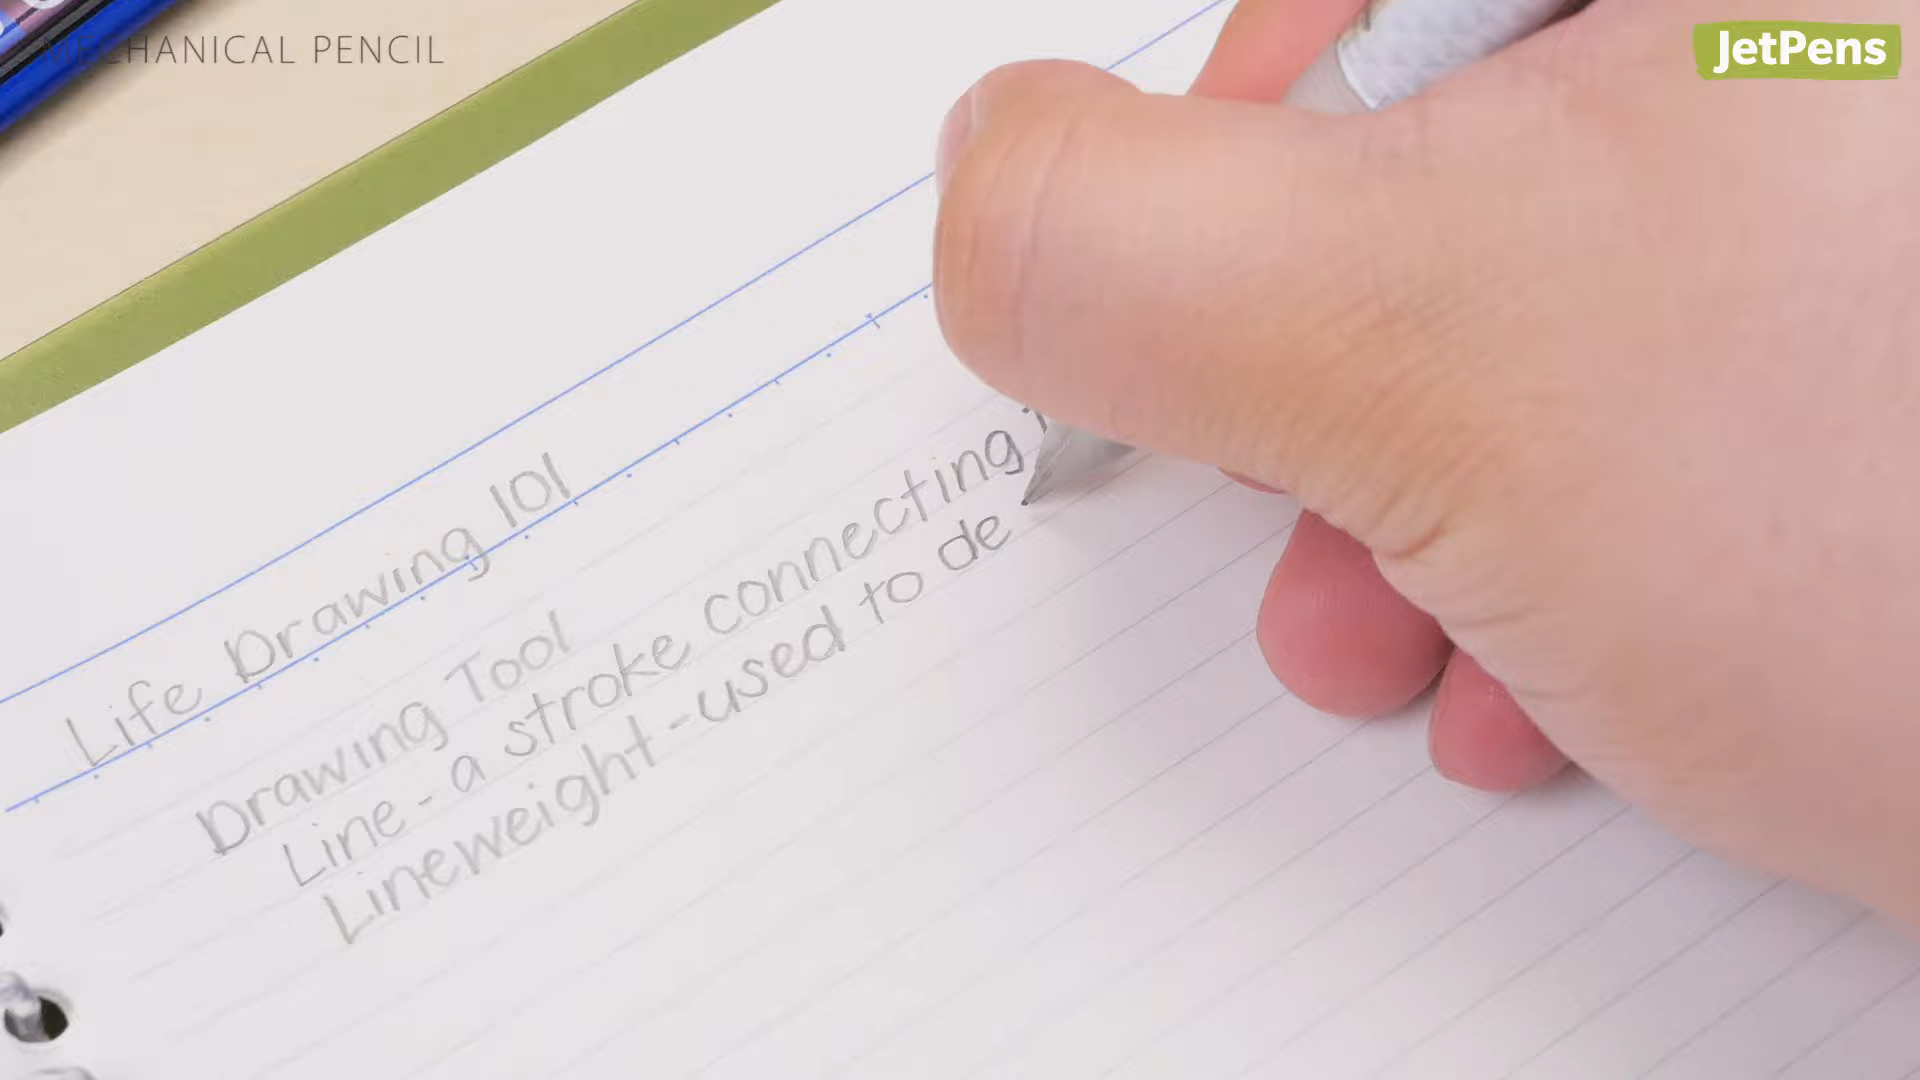 MECHANICAL PENCIL
JetPens
Life Drawing 101
Drawing Tool
Line - a stroke connecting
Lineweight - used to de